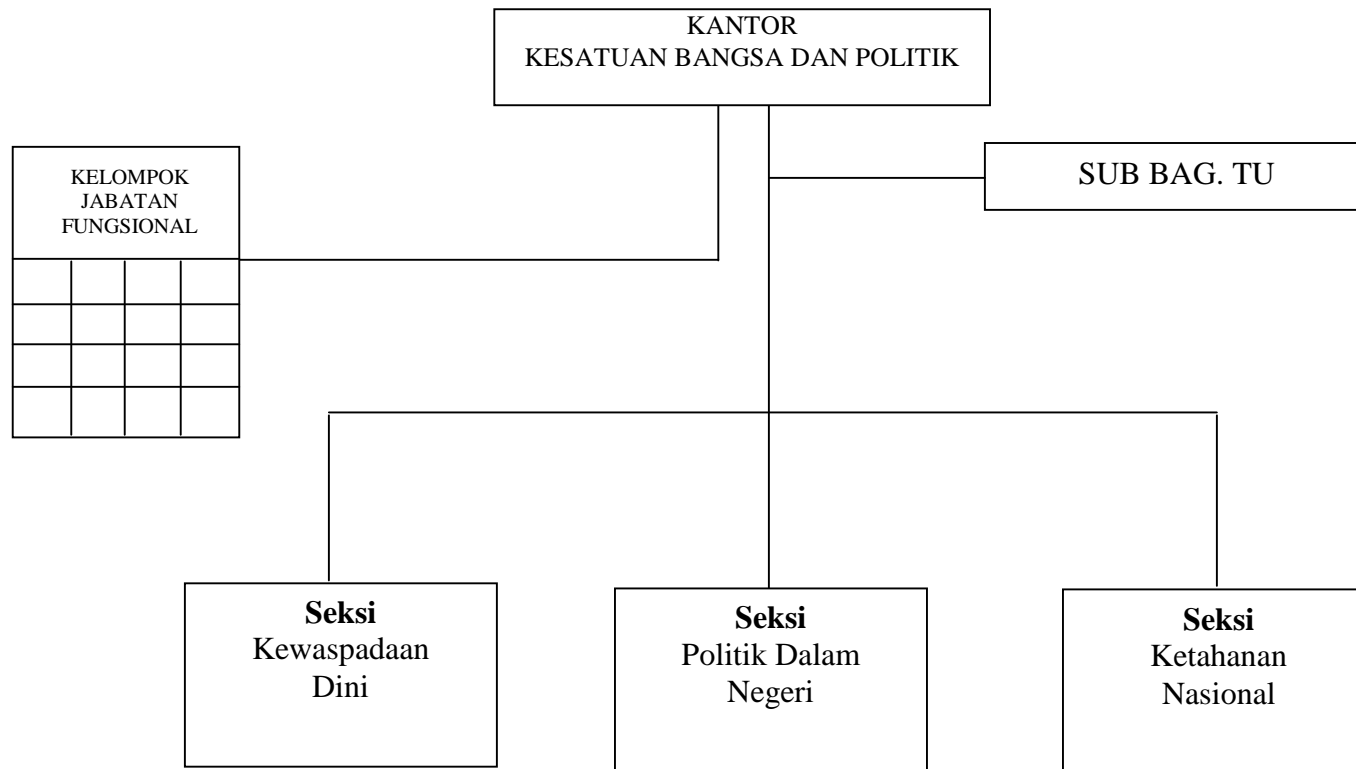 KANTOR
KESATUAN BANGSA DAN POLITIK
KELOMPOK
JABATAN
FUNGSIONAL
SUB BAG. TU
Seksi
Kewaspadaan
Dini
Seksi
Politik Dalam
Negeri
Seksi
Ketahanan
Nasional